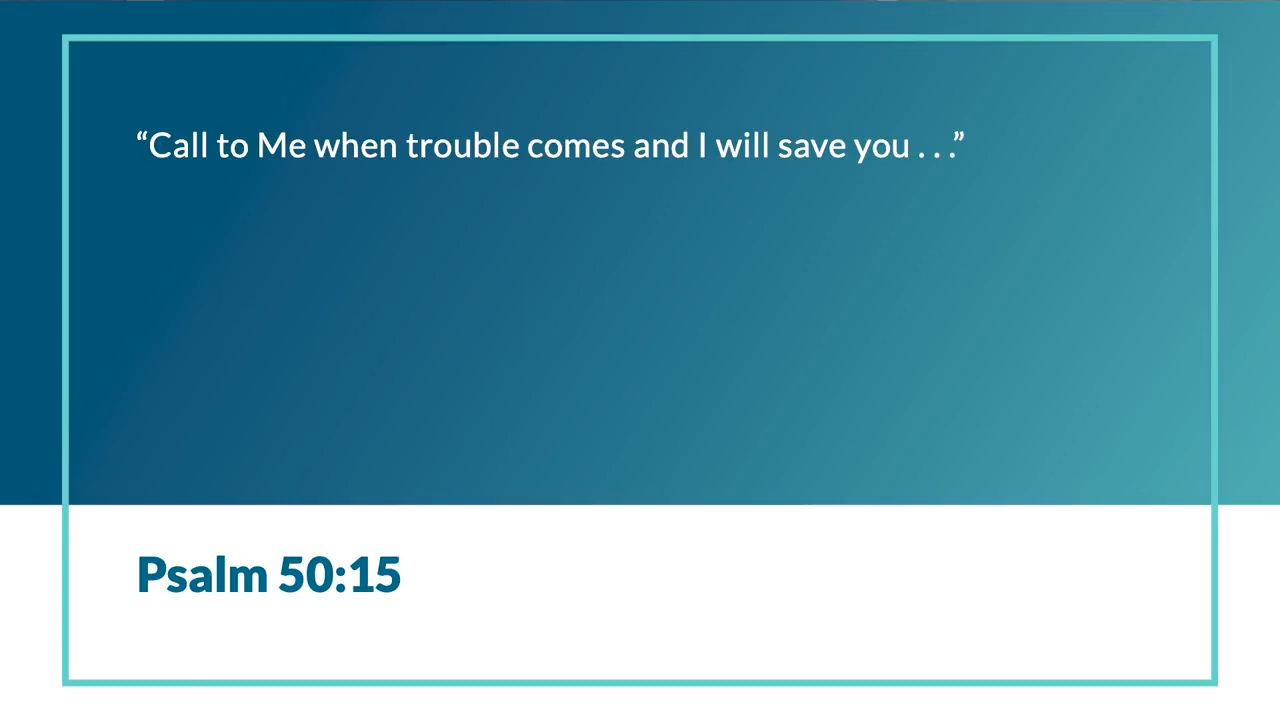 “Call to Me when trouble comes and I will save you . . .”
Psalm 50:15